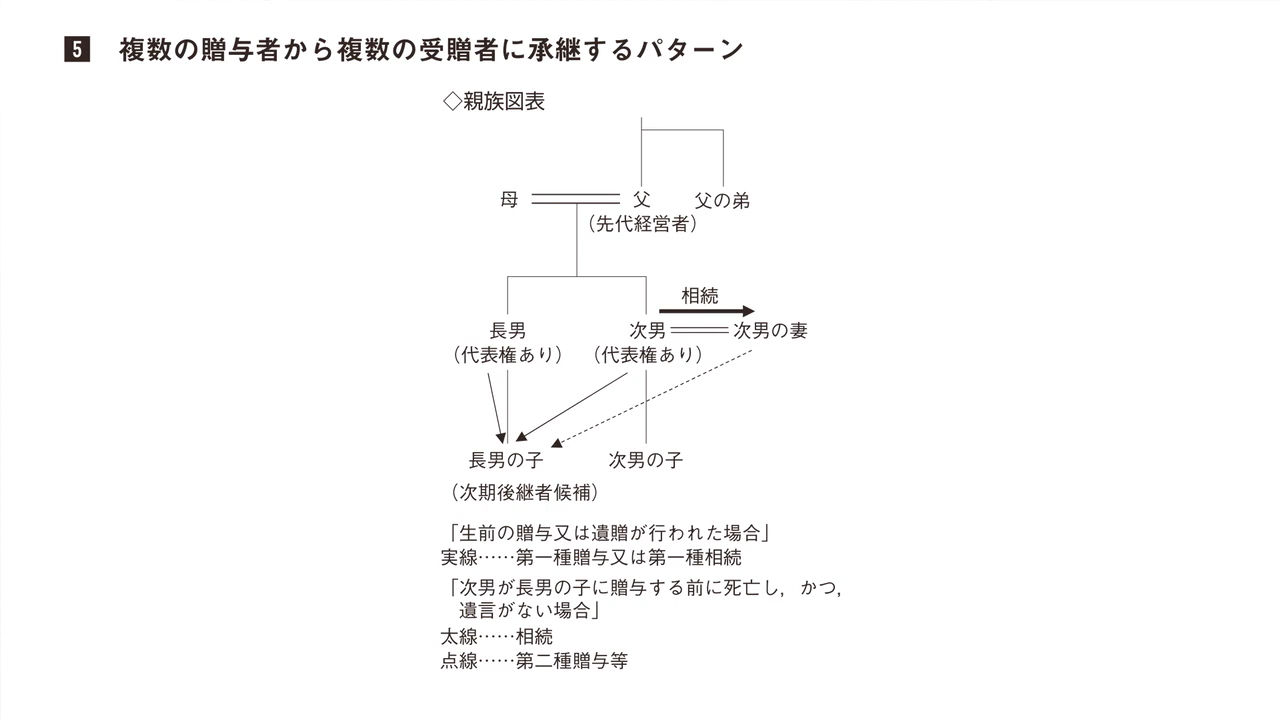 5 複数の贈与者から複数の受贈者に承継するパターン
◇親族図表
母 父 父の弟
（先代経営者）
相続
長男 次男 次男の妻
（代表権あり） （代表権あり）
長男の子 次男の子
（次期後継者候補）
「生前の贈与又は遺贈が行われた場合」
実線……第一種贈与又は第一種相続
「次男が長男の子に贈与する前に死亡し，かつ，
遺言がない場合」
太線……相続
点線……第二種贈与等